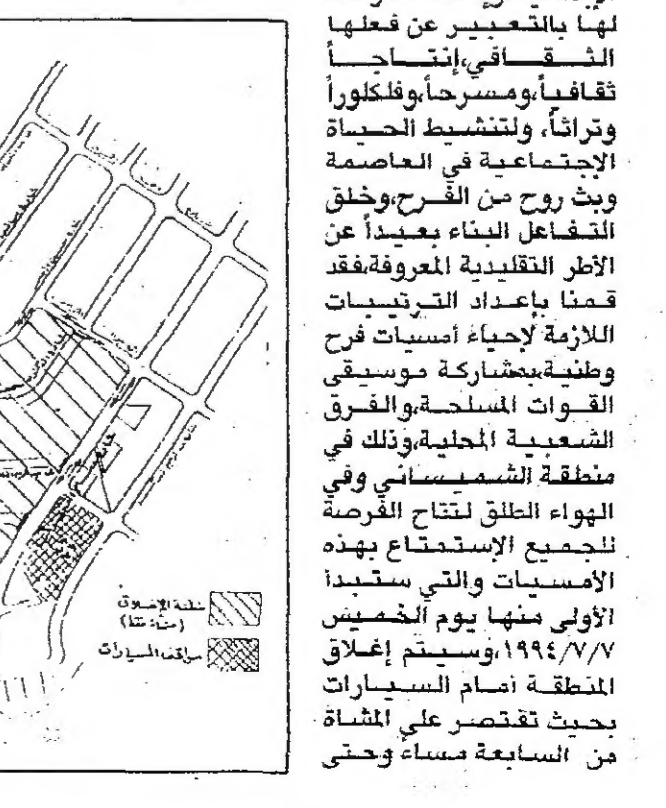 لها بالتعبير عن فعلها
الثقافي،إنتاجاً
ثقافياً،ومسرحاً،وفلكلوراً
وتراثاً، ولتنشيط الحياة
الإجتماعية في العاصمة
وبث روح من الفرح،وخلق
التفاعل البناء بعيداً عن
الأطر التقليدية المعروفة،فقد
قمنا بإعداد الترتيبات
اللازمة لإحياء أمسيات فرح
وطنية،بمشاركة موسيقى
القوات المسلحة،والفرق
الشعبية المحلية،وذلك في
منطقة الشميساني وفي
الهواء الطلق لتتاح الفرصة
للجميع الإستمتاع بهذه
الأمسيات والتي ستبدأ
الأولى منها يوم الخميس
١٩٩٤/٧/٧،وسيتم إغلاق
المنطقة أمام السيارات
بحيث تقتصر على المشاة
من السابعة مساءً وحتى
منطقة الإغلاق
(مشاة فقط)
مواقف السيارات